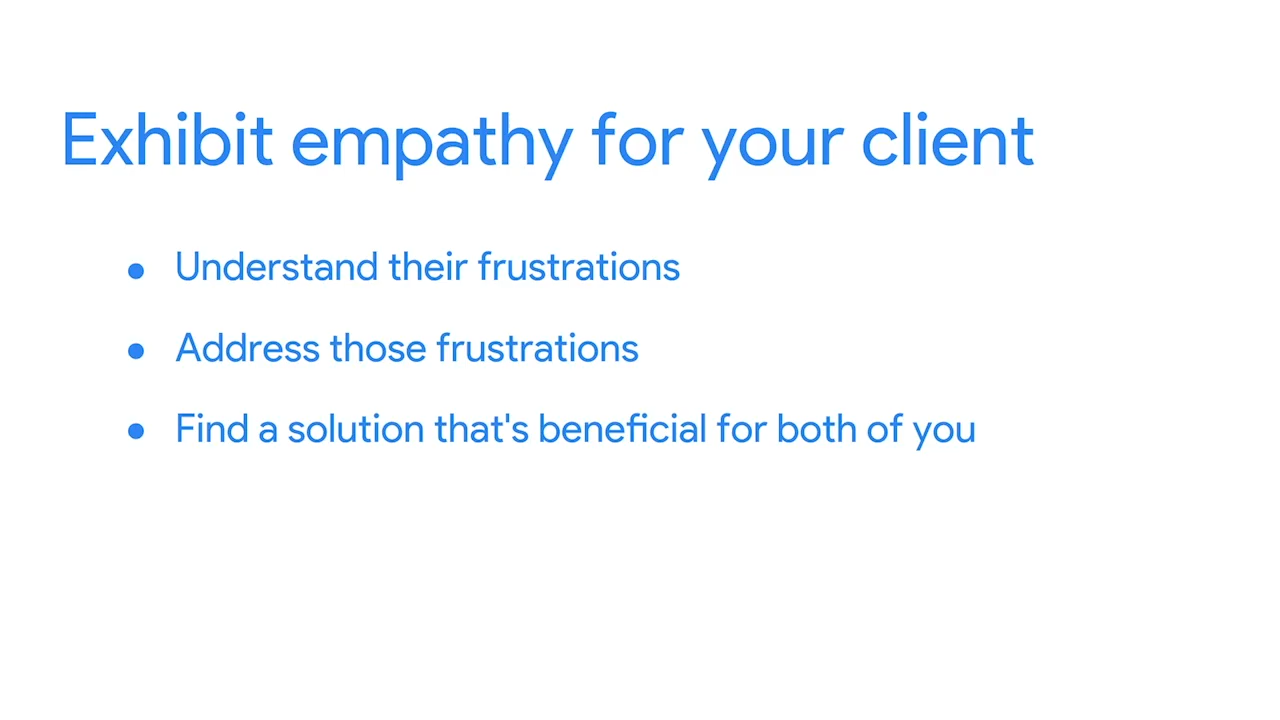 Exhibit empathy for your client
● Understand their frustrations
● Address those frustrations
● Find a solution that's beneficial for both of you